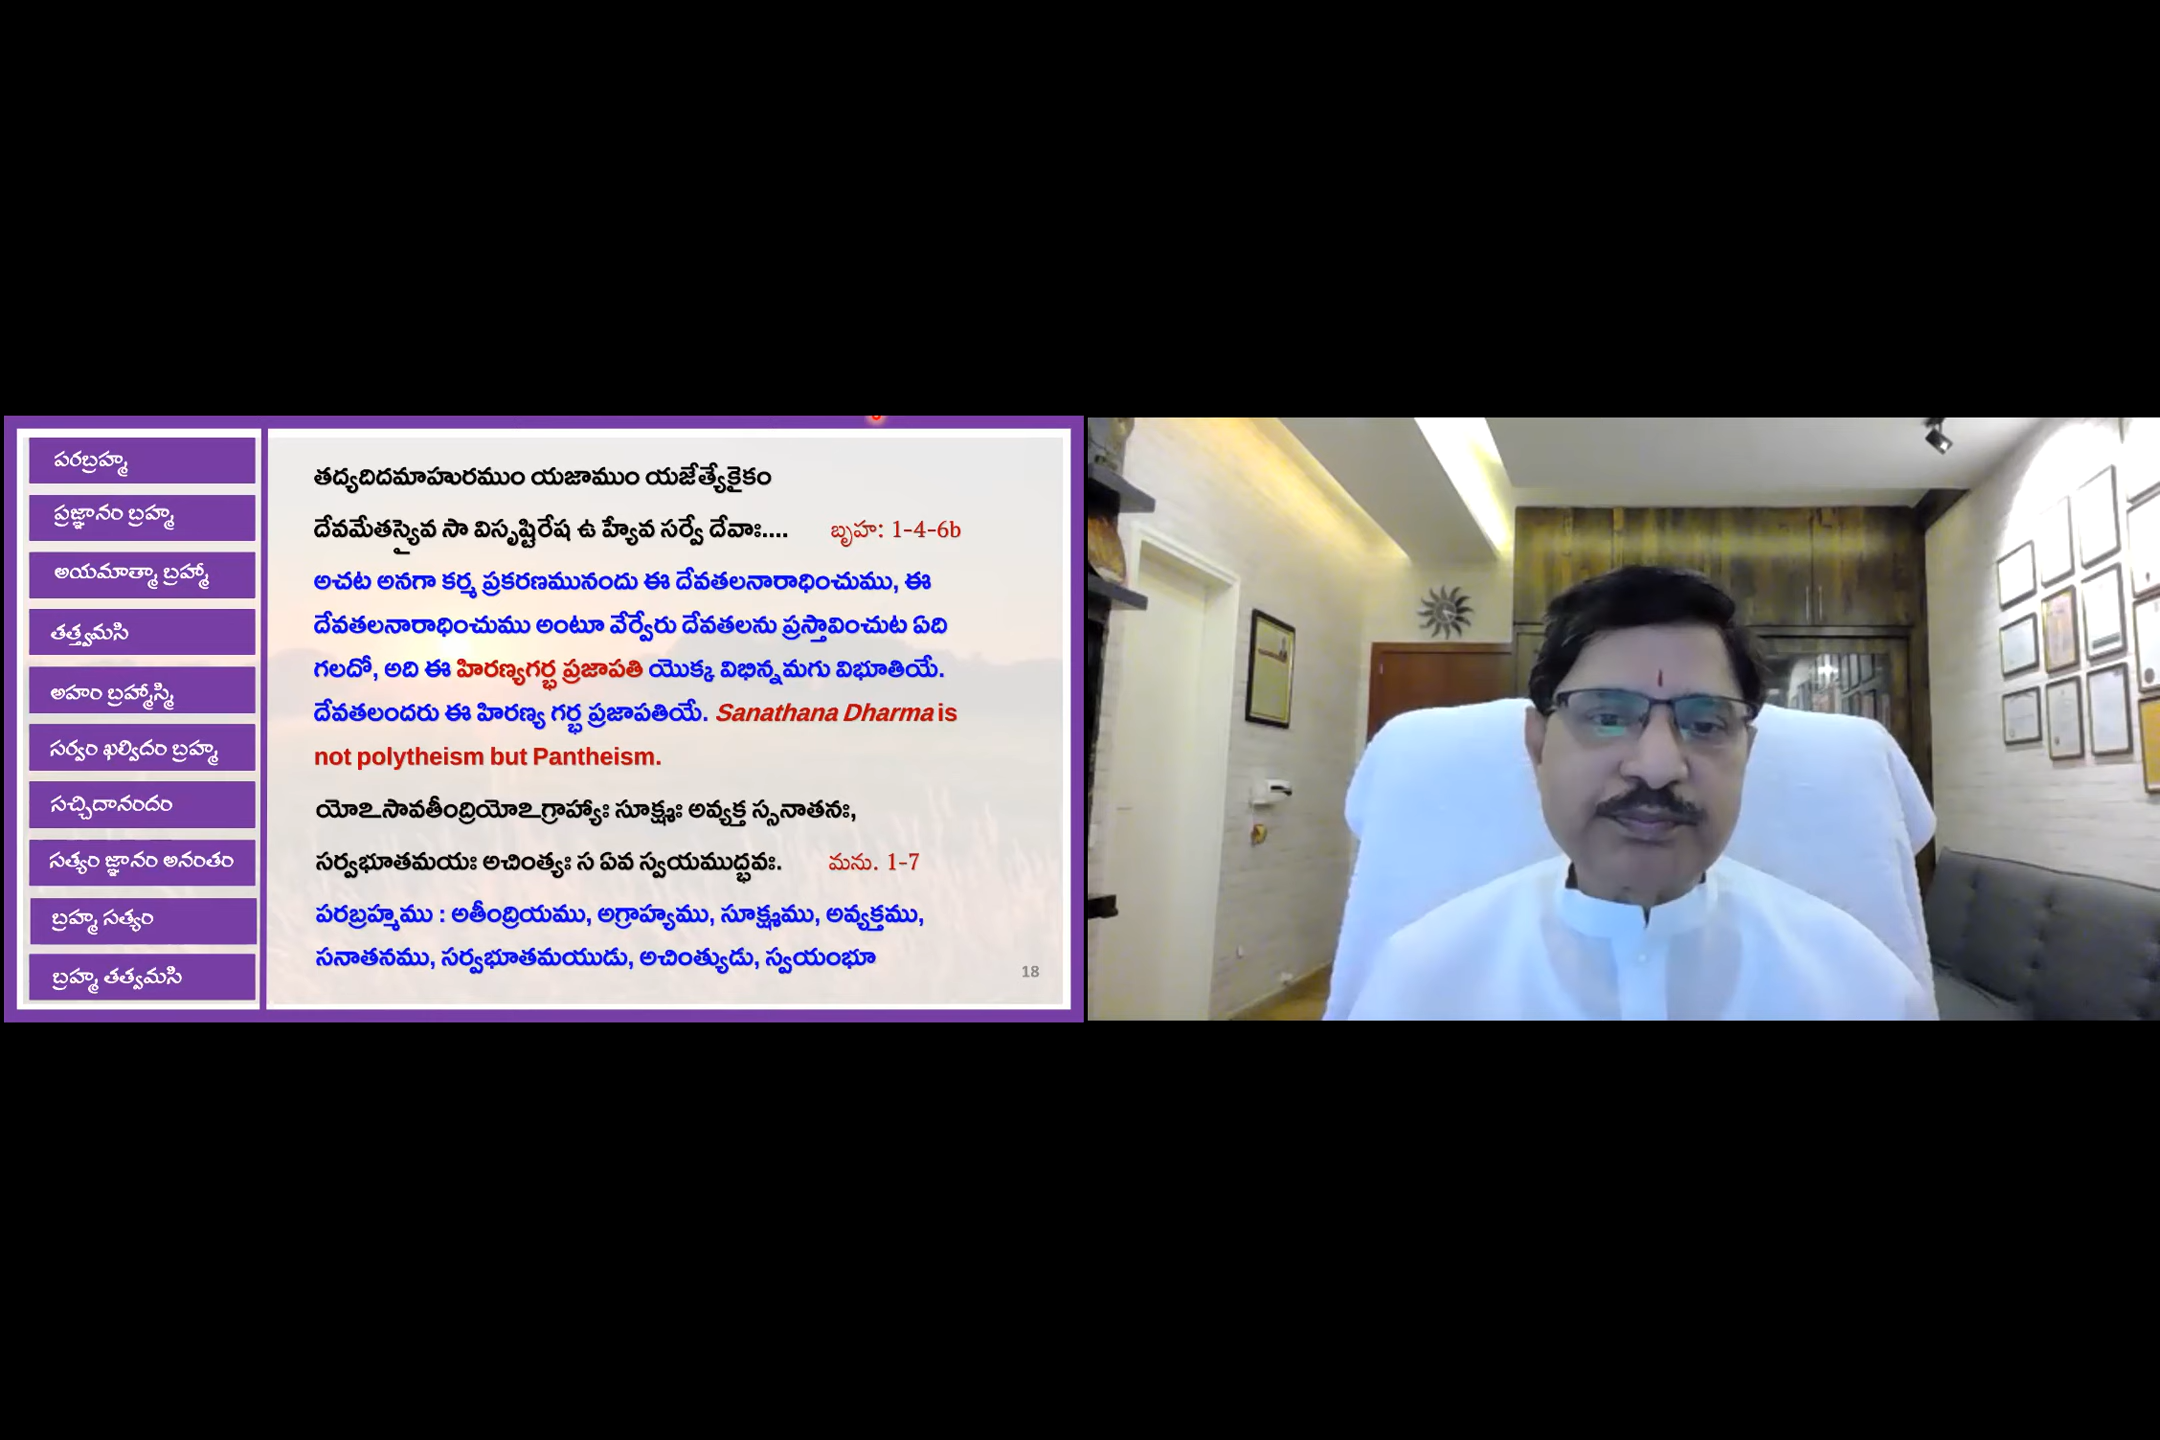 పరబ్రహ్మ
ప్రజ్ఞానం బ్రహ్మ
అయమాత్మా బ్రహ్మా
తత్త్వమసి
అహం బ్రహ్మాస్మి
సర్వం ఖల్విదం బ్రహ్మ
సచ్చిదానందం
సత్యం జ్ఞానం అనంతం
బ్రహ్మ సత్యం
బ్రహ్మ తత్వమసి
తద్యదిదమాహురముం యజాముం యజేత్యేకైకం
దేవమేతస్యైవ సా విసృష్టిరేష ఉ హ్యేవ సర్వే దేవాః.... బృహ: 1-4-6b
అచట అనగా కర్మ ప్రకరణమునందు ఈ దేవతలనారాధించుము, ఈ
దేవతలనారాధించుము అంటూ వేర్వేరు దేవతలను ప్రస్తావించుట ఏది
గలదో, అది ఈ హిరణ్యగర్భ ప్రజాపతి యొక్క విభిన్నమగు విభూతియే.
దేవతలందరు ఈ హిరణ్య గర్భ ప్రజాపతియే. Sanathana Dharma is
not polytheism but Pantheism.
యోఽసావతీంద్రియోఽగ్రాహ్యాః సూక్ష్మః అవ్యక్త స్సనాతనః,
సర్వభూతమయః అచింత్యః స ఏవ స్వయముద్భవః. మను. 1-7
పరబ్రహ్మము : అతీంద్రియము, అగ్రాహ్యము, సూక్ష్మము, అవ్యక్తము,
సనాతనము, సర్వభూతమయుడు, అచింత్యుడు, స్వయంభూ
18